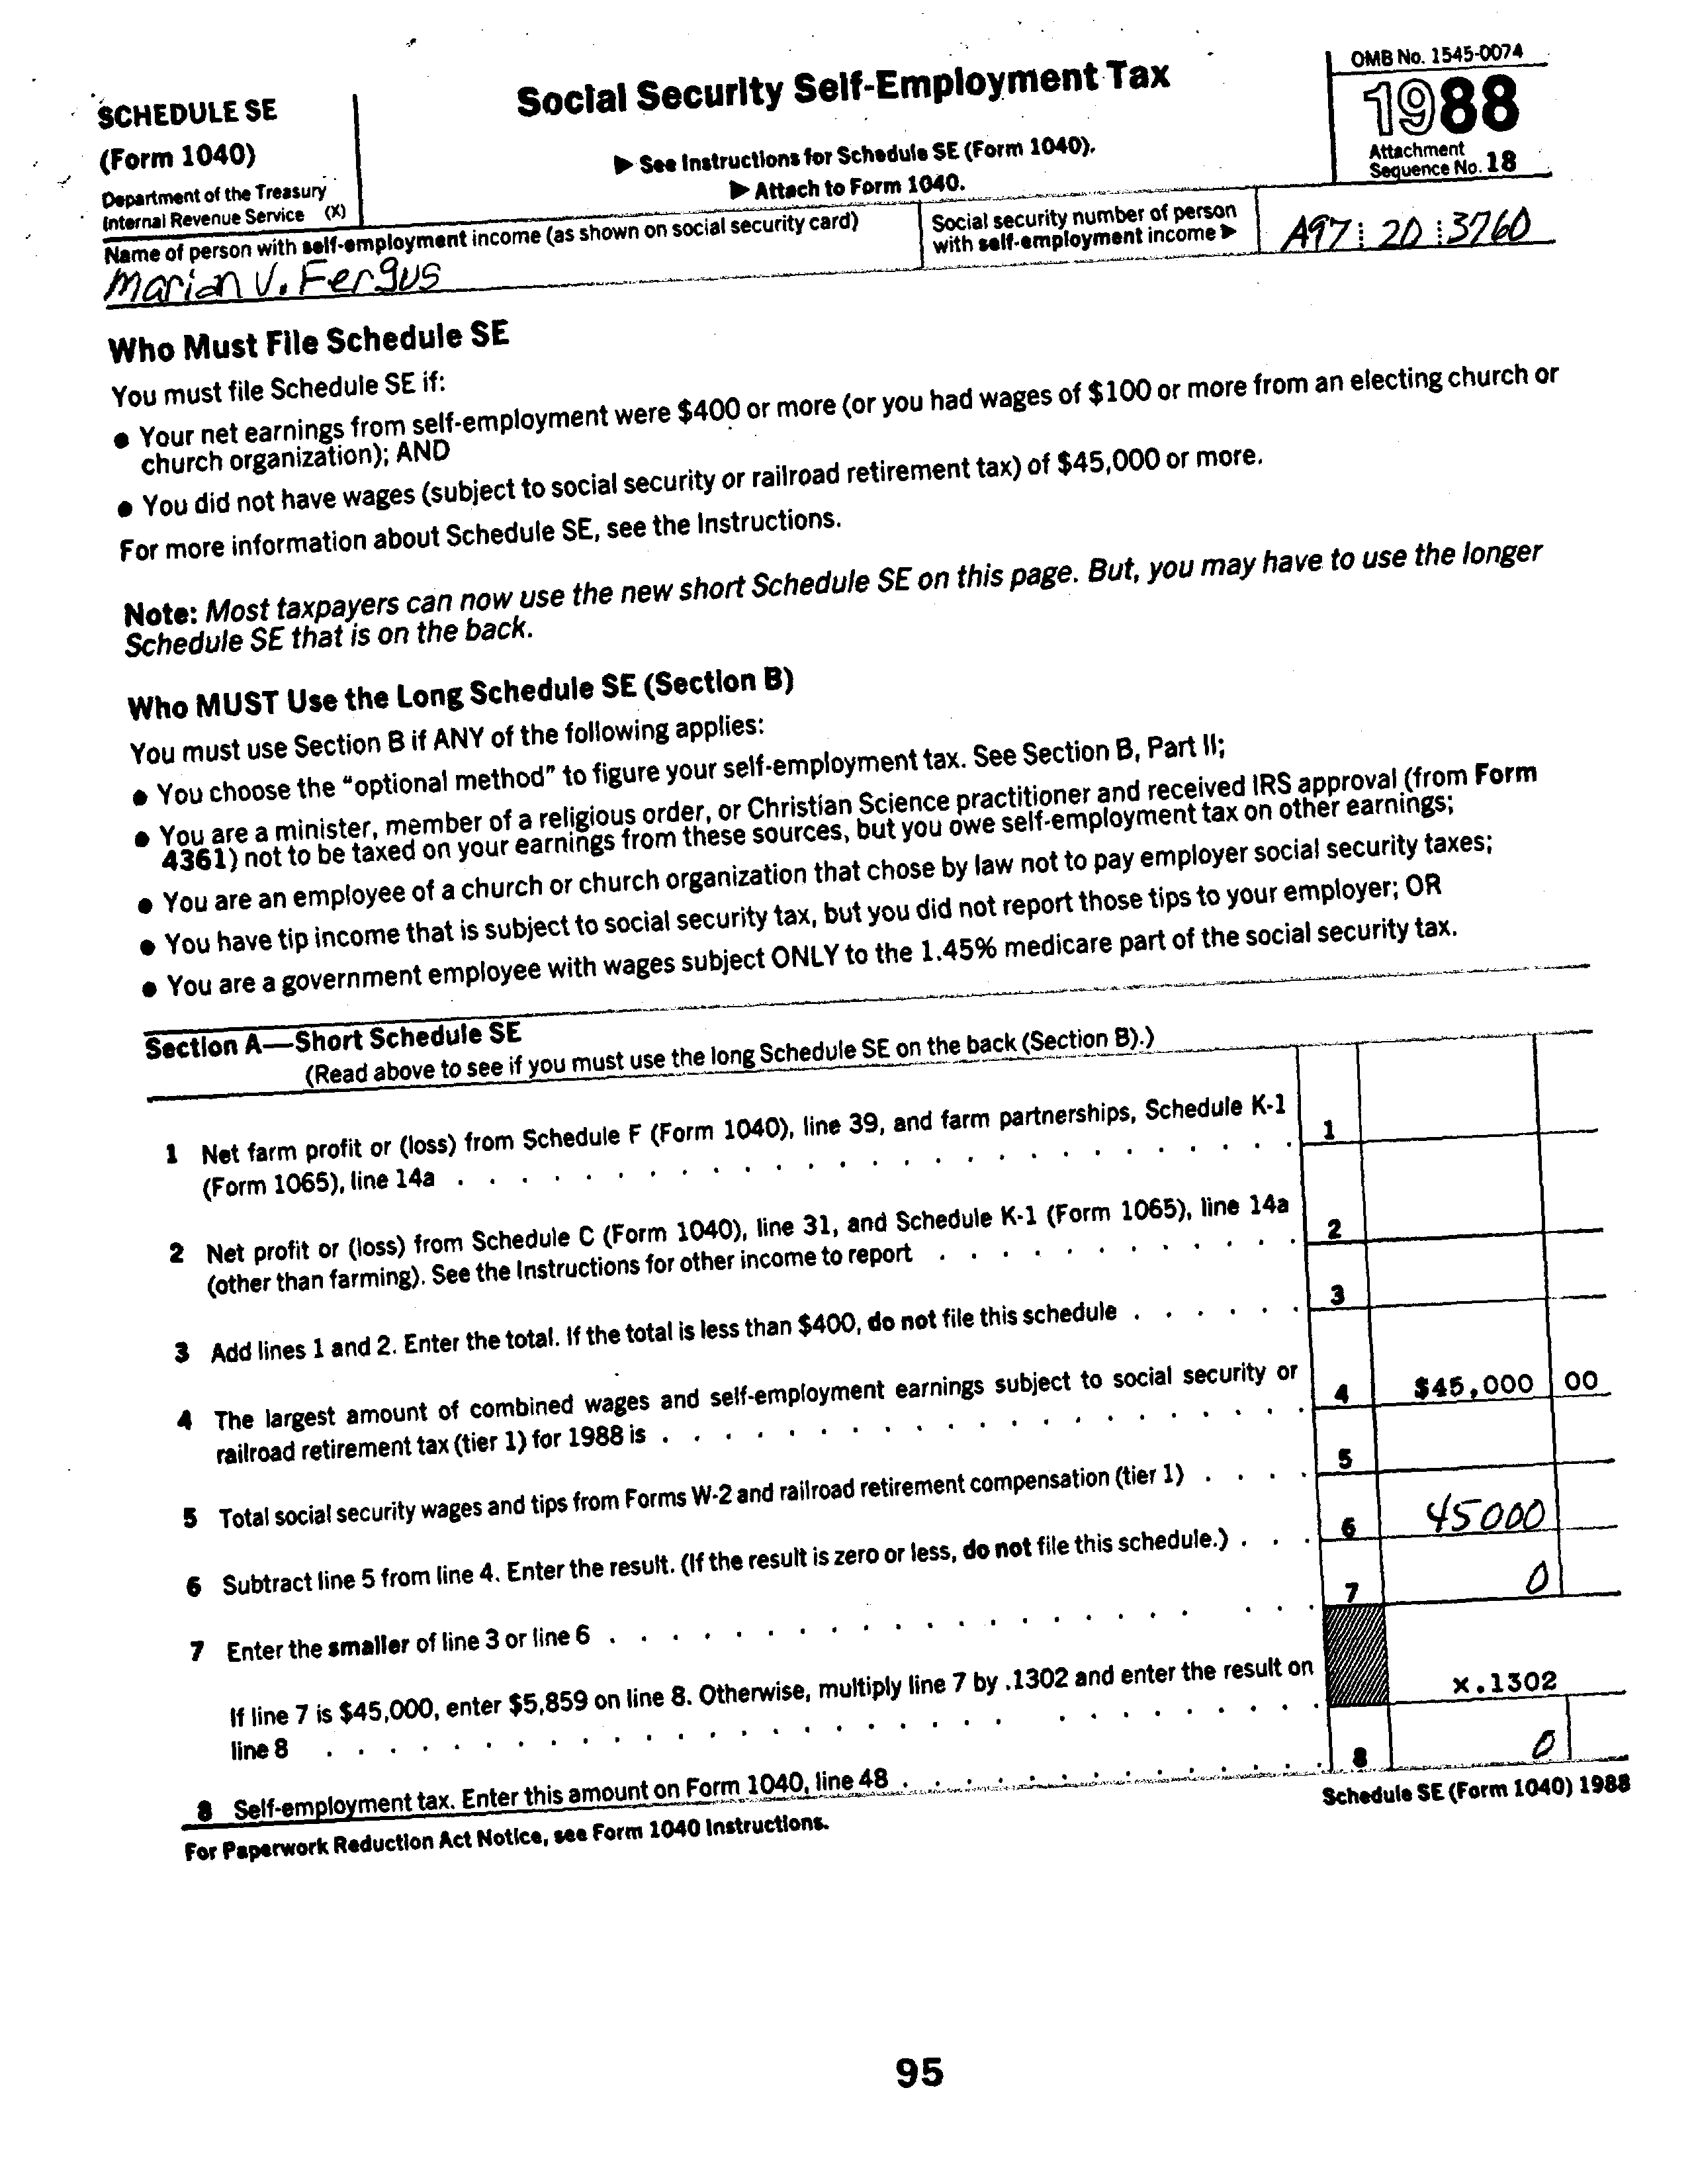 SCHEDULE SE
(Form 1040)
Department of the Treasury
Internal Revenue Service (X)
Social Security Self-Employment Tax
▶ See Instructions for Schedule SE (Form 1040).
▶ Attach to Form 1040.
OMB No. 1545-0074
1988
Attachment
Sequence No. 18
Name of person with self-employment income (as shown on social security card)
Marian V. Fergus
Social security number of person
with self-employment income ▶
A97 20 3760
Who Must File Schedule SE
You must file Schedule SE if:
● Your net earnings from self-employment were $400 or more (or you had wages of $100 or more from an electing church or
church organization); AND
● You did not have wages (subject to social security or railroad retirement tax) of $45,000 or more.
For more information about Schedule SE, see the Instructions.
Note: Most taxpayers can now use the new short Schedule SE on this page. But, you may have to use the longer
Schedule SE that is on the back.
Who MUST Use the Long Schedule SE (Section B)
You must use Section B if ANY of the following applies:
● You choose the “optional method” to figure your self-employment tax. See Section B, Part II;
● You are a minister, member of a religious order, or Christian Science practitioner and received IRS approval (from Form
4361) not to be taxed on your earnings from these sources, but you owe self-employment tax on other earnings;
● You are an employee of a church or church organization that chose by law not to pay employer social security taxes;
● You have tip income that is subject to social security tax, but you did not report those tips to your employer; OR
● You are a government employee with wages subject ONLY to the 1.45% medicare part of the social security tax.
Section A—Short Schedule SE
(Read above to see if you must use the long Schedule SE on the back (Section B).)
1 Net farm profit or (loss) from Schedule F (Form 1040), line 39, and farm partnerships, Schedule K-1
(Form 1065), line 14a . . . . 1
2 Net profit or (loss) from Schedule C (Form 1040), line 31, and Schedule K-1 (Form 1065), line 14a
(other than farming). See the Instructions for other income to report . . . . 2
3 Add lines 1 and 2. Enter the total. If the total is less than $400, do not file this schedule . . . . 3
4 The largest amount of combined wages and self-employment earnings subject to social security or
railroad retirement tax (tier 1) for 1988 is . . . . 4 $45,000 00
5 Total social security wages and tips from Forms W-2 and railroad retirement compensation (tier 1) . . . . 5
6 Subtract line 5 from line 4. Enter the result. (If the result is zero or less, do not file this schedule.) . . . 6 45000
7 Enter the smaller of line 3 or line 6 . . . . 7 0
If line 7 is $45,000, enter $5,859 on line 8. Otherwise, multiply line 7 by .1302 and enter the result on
line 8 . . . . x.1302
8 Self-employment tax. Enter this amount on Form 1040, line 48 . . . . 8 0
For Paperwork Reduction Act Notice, see Form 1040 Instructions.
Schedule SE (Form 1040) 1988
95